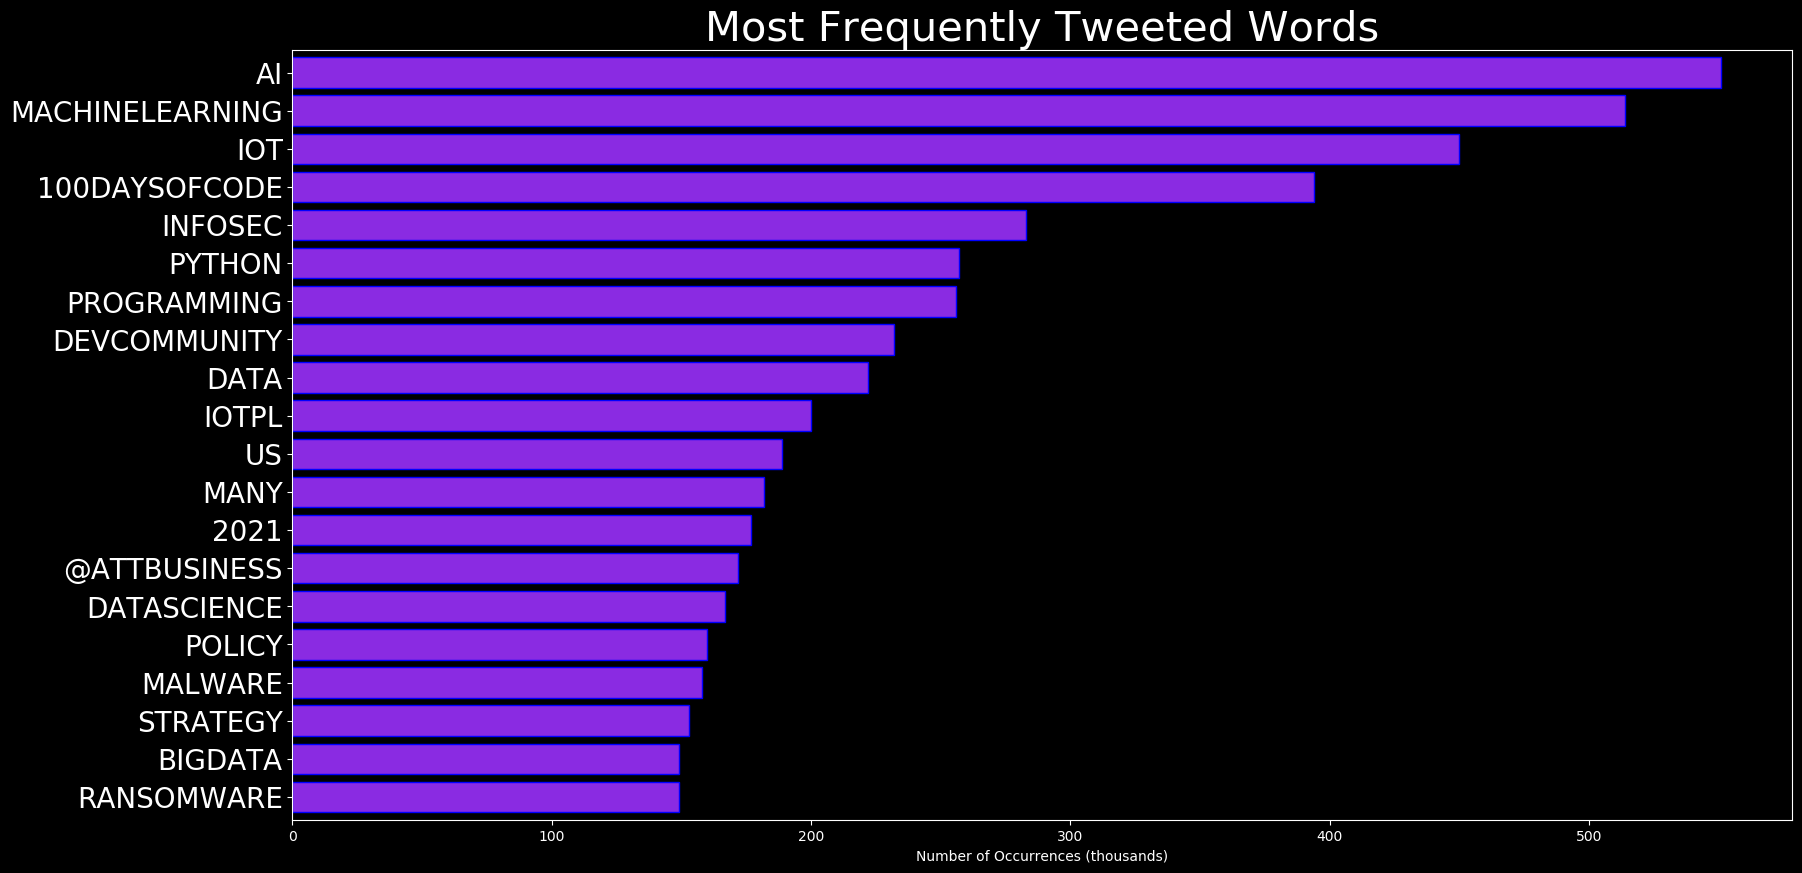 Most Frequently Tweeted Words
AI
MACHINELEARNING
IOT
100DAYSOFCODE
INFOSEC
PYTHON
PROGRAMMING
DEVCOMMUNITY
DATA
IOTPL
US
MANY
2021
@ATTBUSINESS
DATASCIENCE
POLICY
MALWARE
STRATEGY
BIGDATA
RANSOMWARE
0 100 200 300 400 500
Number of Occurrences (thousands)